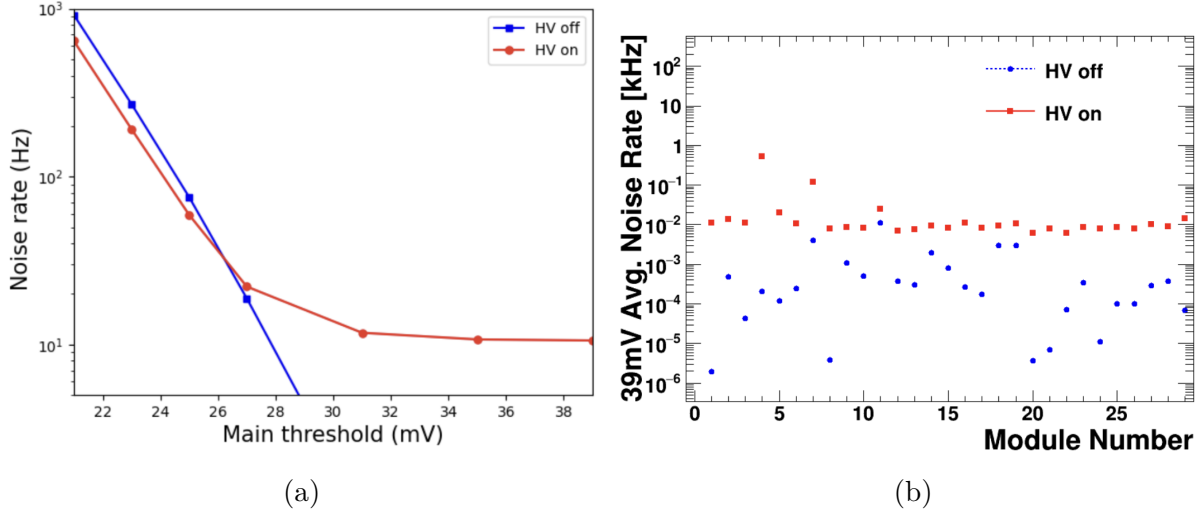 10³
10²
10¹
Noise rate (Hz)
HV off
HV on
22 24 26 28 30 32 34 36 38
Main threshold (mV)
(a)
39mV Avg. Noise Rate [kHz]
10²
10
1
10⁻¹
10⁻²
10⁻³
10⁻⁴
10⁻⁵
10⁻⁶
HV off
HV on
0 5 10 15 20 25
Module Number
(b)